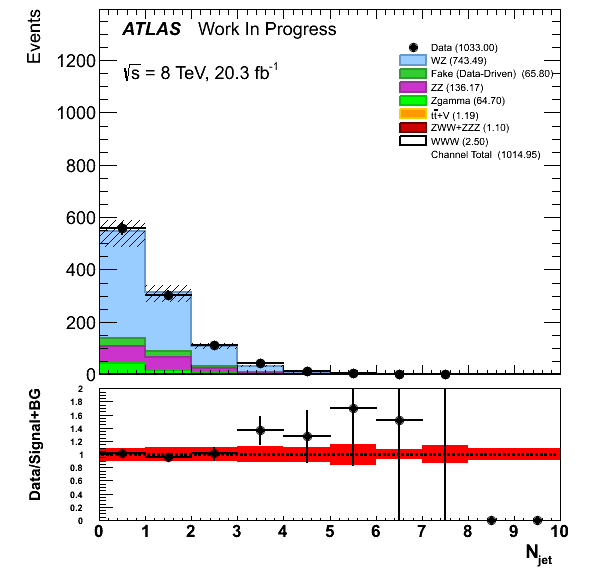 Events
ATLAS Work In Progress
√s = 8 TeV, 20.3 fb⁻¹
Data (1033.00)
WZ (743.49)
Fake (Data-Driven) (65.80)
ZZ (136.17)
Zgamma (64.70)
tt̄+V (1.19)
ZWW+ZZZ (1.10)
WWW (2.50)
Channel Total (1014.95)
1200
1000
800
600
400
200
0
Data/Signal+BG
2
1.8
1.6
1.4
1.2
1
0.8
0.6
0.4
0.2
0
0 1 2 3 4 5 6 7 8 9 10
N_jet